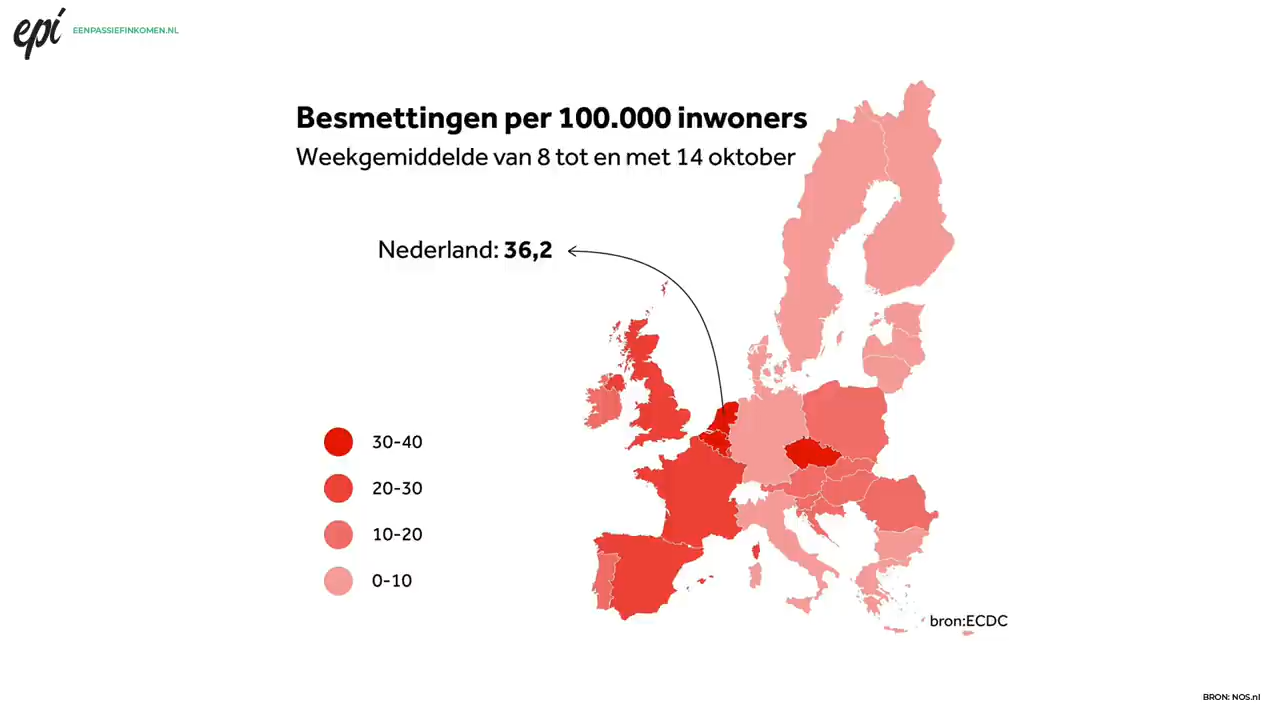 epi
EENPASSIEFINKOMEN.NL
Besmettingen per 100.000 inwoners
Weekgemiddelde van 8 tot en met 14 oktober
Nederland: 36,2
30-40
20-30
10-20
0-10
bron:ECDC
BRON: NOS.nl